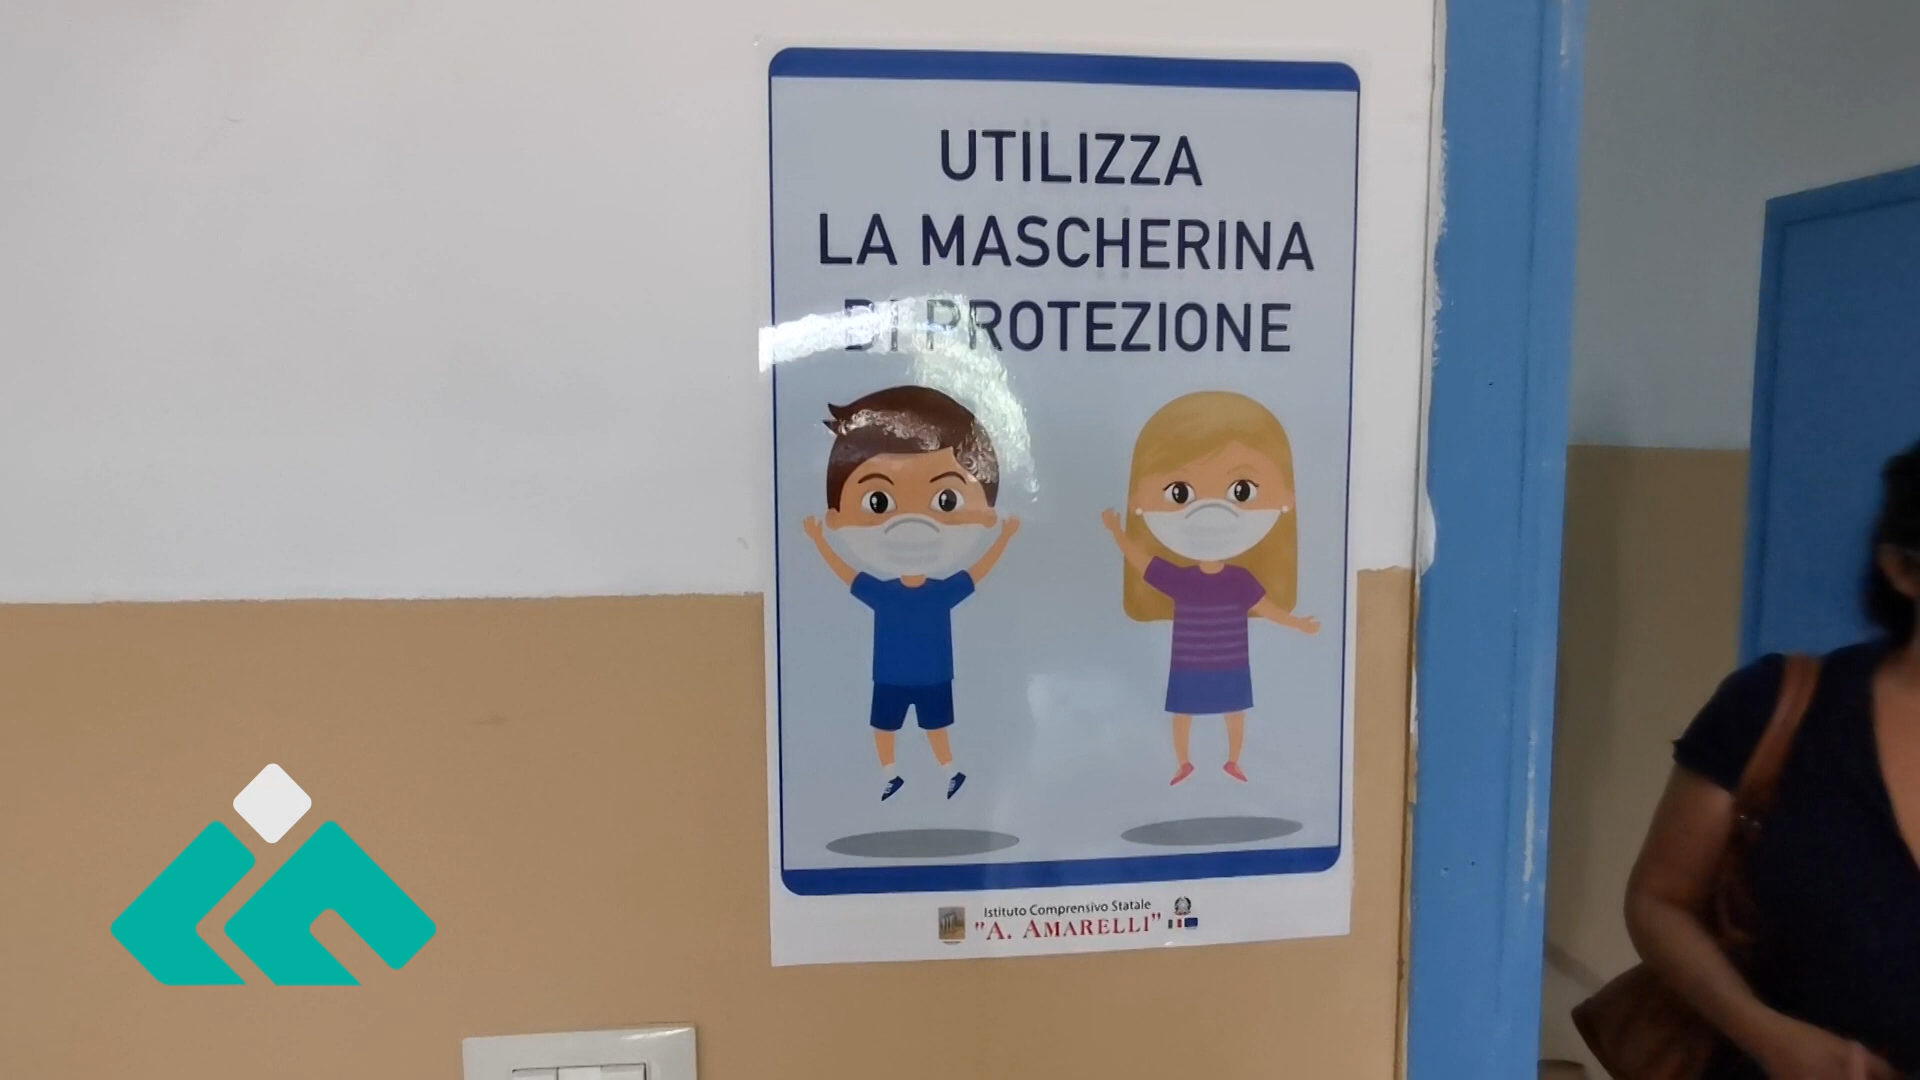 UTILIZZA
LA MASCHERINA
DI PROTEZIONE
Istituto Comprensivo Statale
"A. AMARELLI"